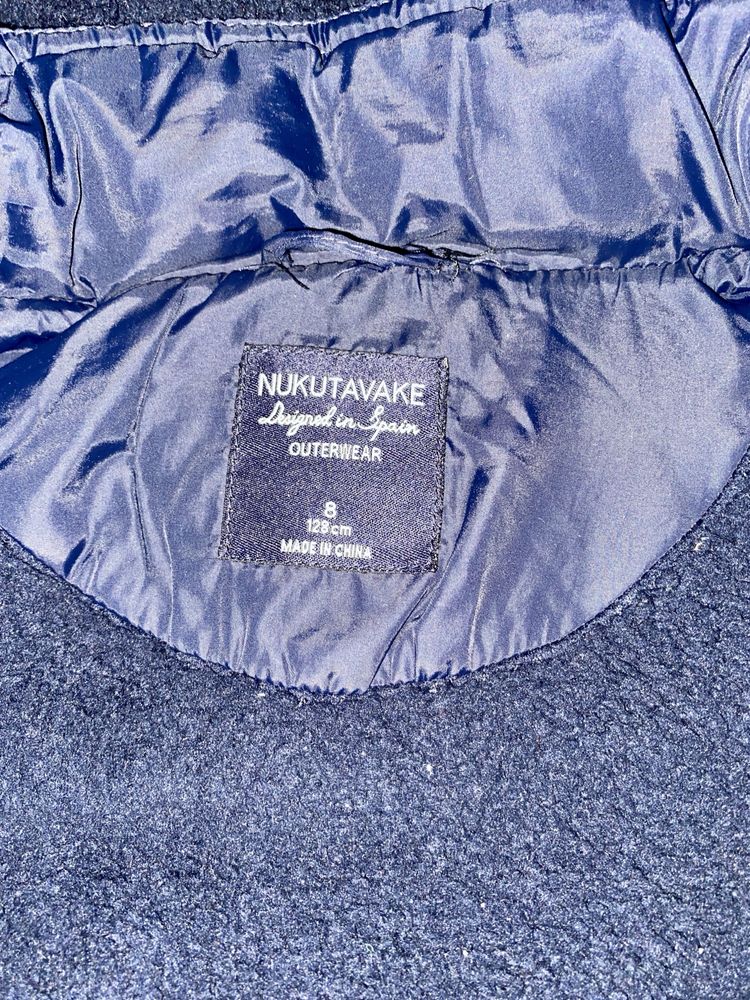 NUKUTAVAKE
Designed in Spain
OUTERWEAR
8
128 cm
MADE IN CHINA